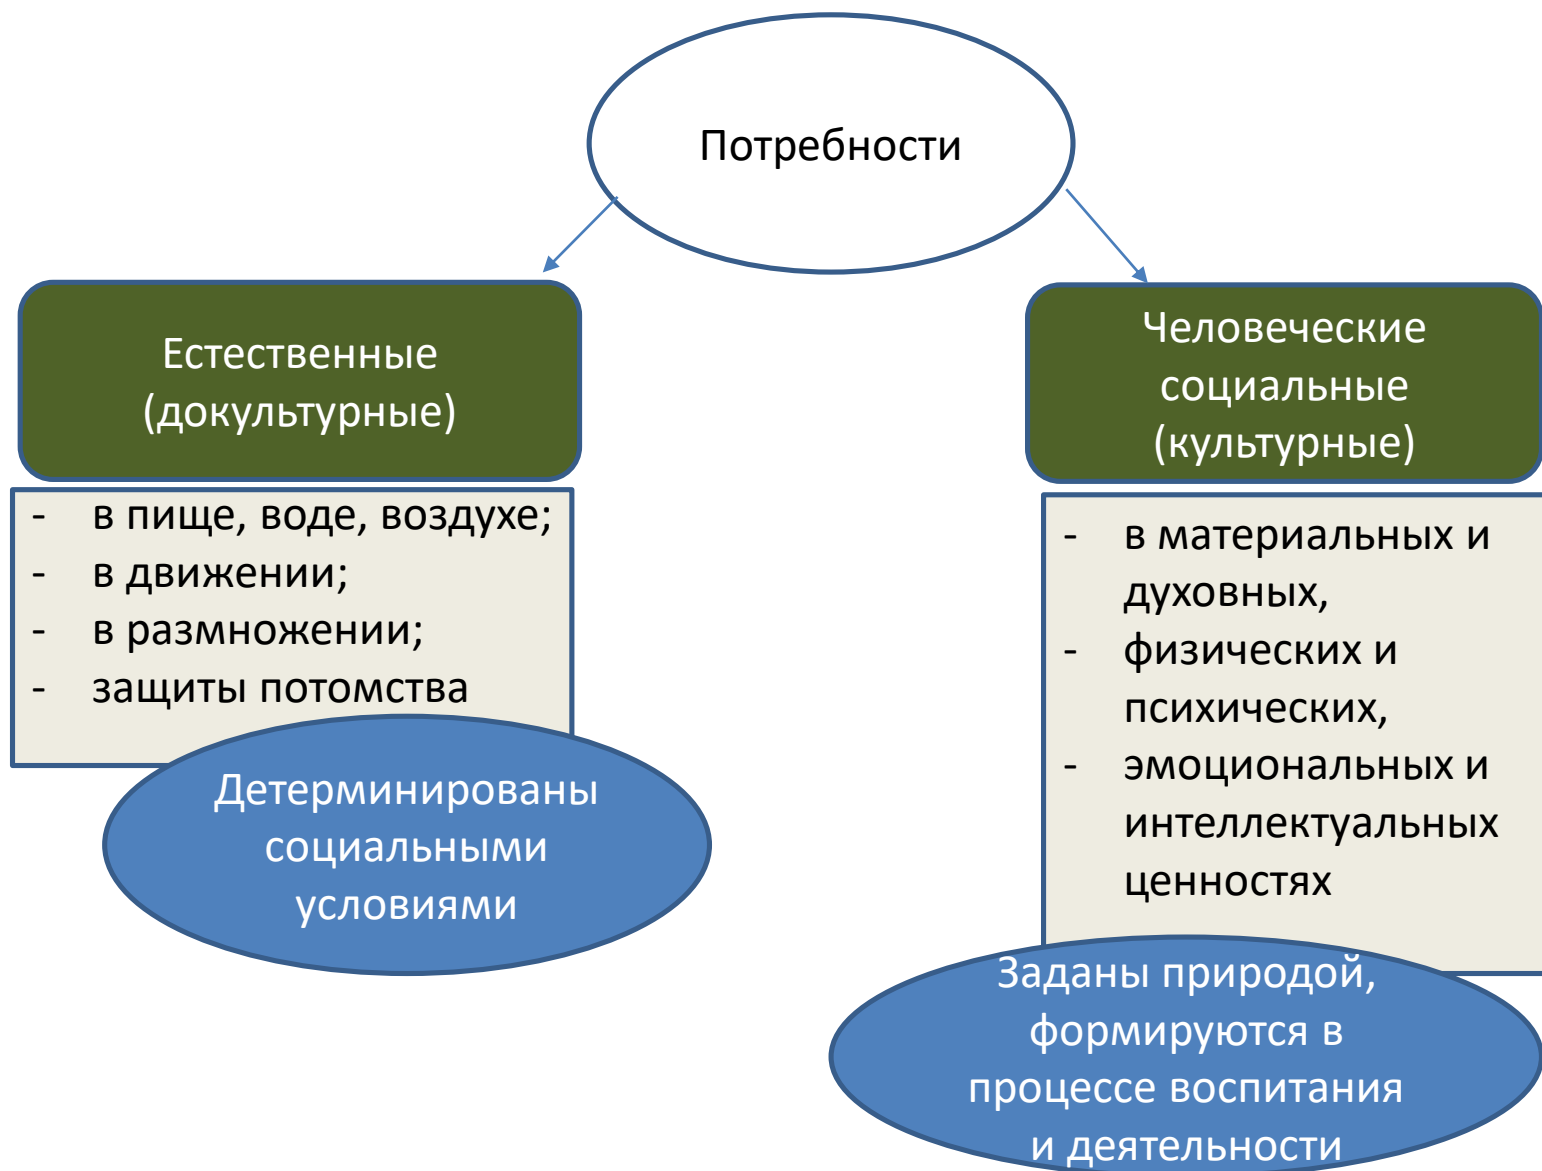 Потребности
Естественные
(докультурные)
- в пище, воде, воздухе;
- в движении;
- в размножении;
- защиты потомства
Детерминированы
социальными
условиями
Человеческие
социальные
(культурные)
- в материальных и
духовных,
- физических и
психических,
- эмоциональных и
интеллектуальных
ценностях
Заданы природой,
формируются в
процессе воспитания
и деятельности